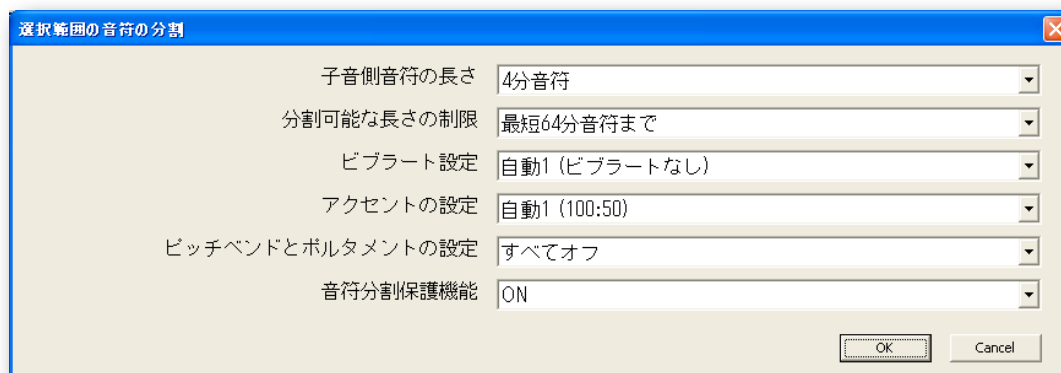 選択範囲の音符の分割
子音側音符の長さ 4分音符
分割可能な長さの制限 最短64分音符まで
ビブラート設定 自動1 (ビブラートなし)
アクセントの設定 自動1 (100:50)
ピッチベンドとポルタメントの設定 すべてオフ
音符分割保護機能 ON
OK Cancel